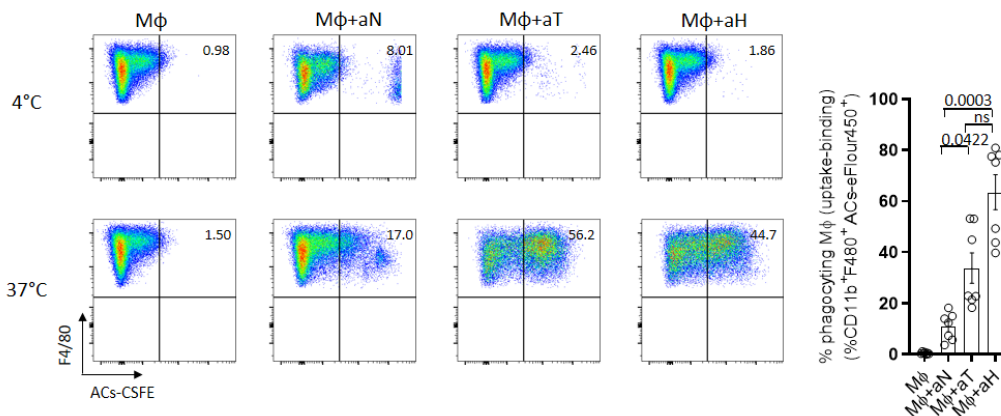 Mϕ Mϕ+aN Mϕ+aT Mϕ+aH
4°C
0.98 8.01 2.46 1.86
37°C
1.50 17.0 56.2 44.7
F4/80
ACs-CSFE
% phagocyting Mϕ (uptake-binding)
(%CD11b⁺F480⁺ ACs-eFlour450⁺)
100
80
60
40
20
0
0.0003
ns
0.0422
Mϕ
Mϕ+aN
Mϕ+aT
Mϕ+aH